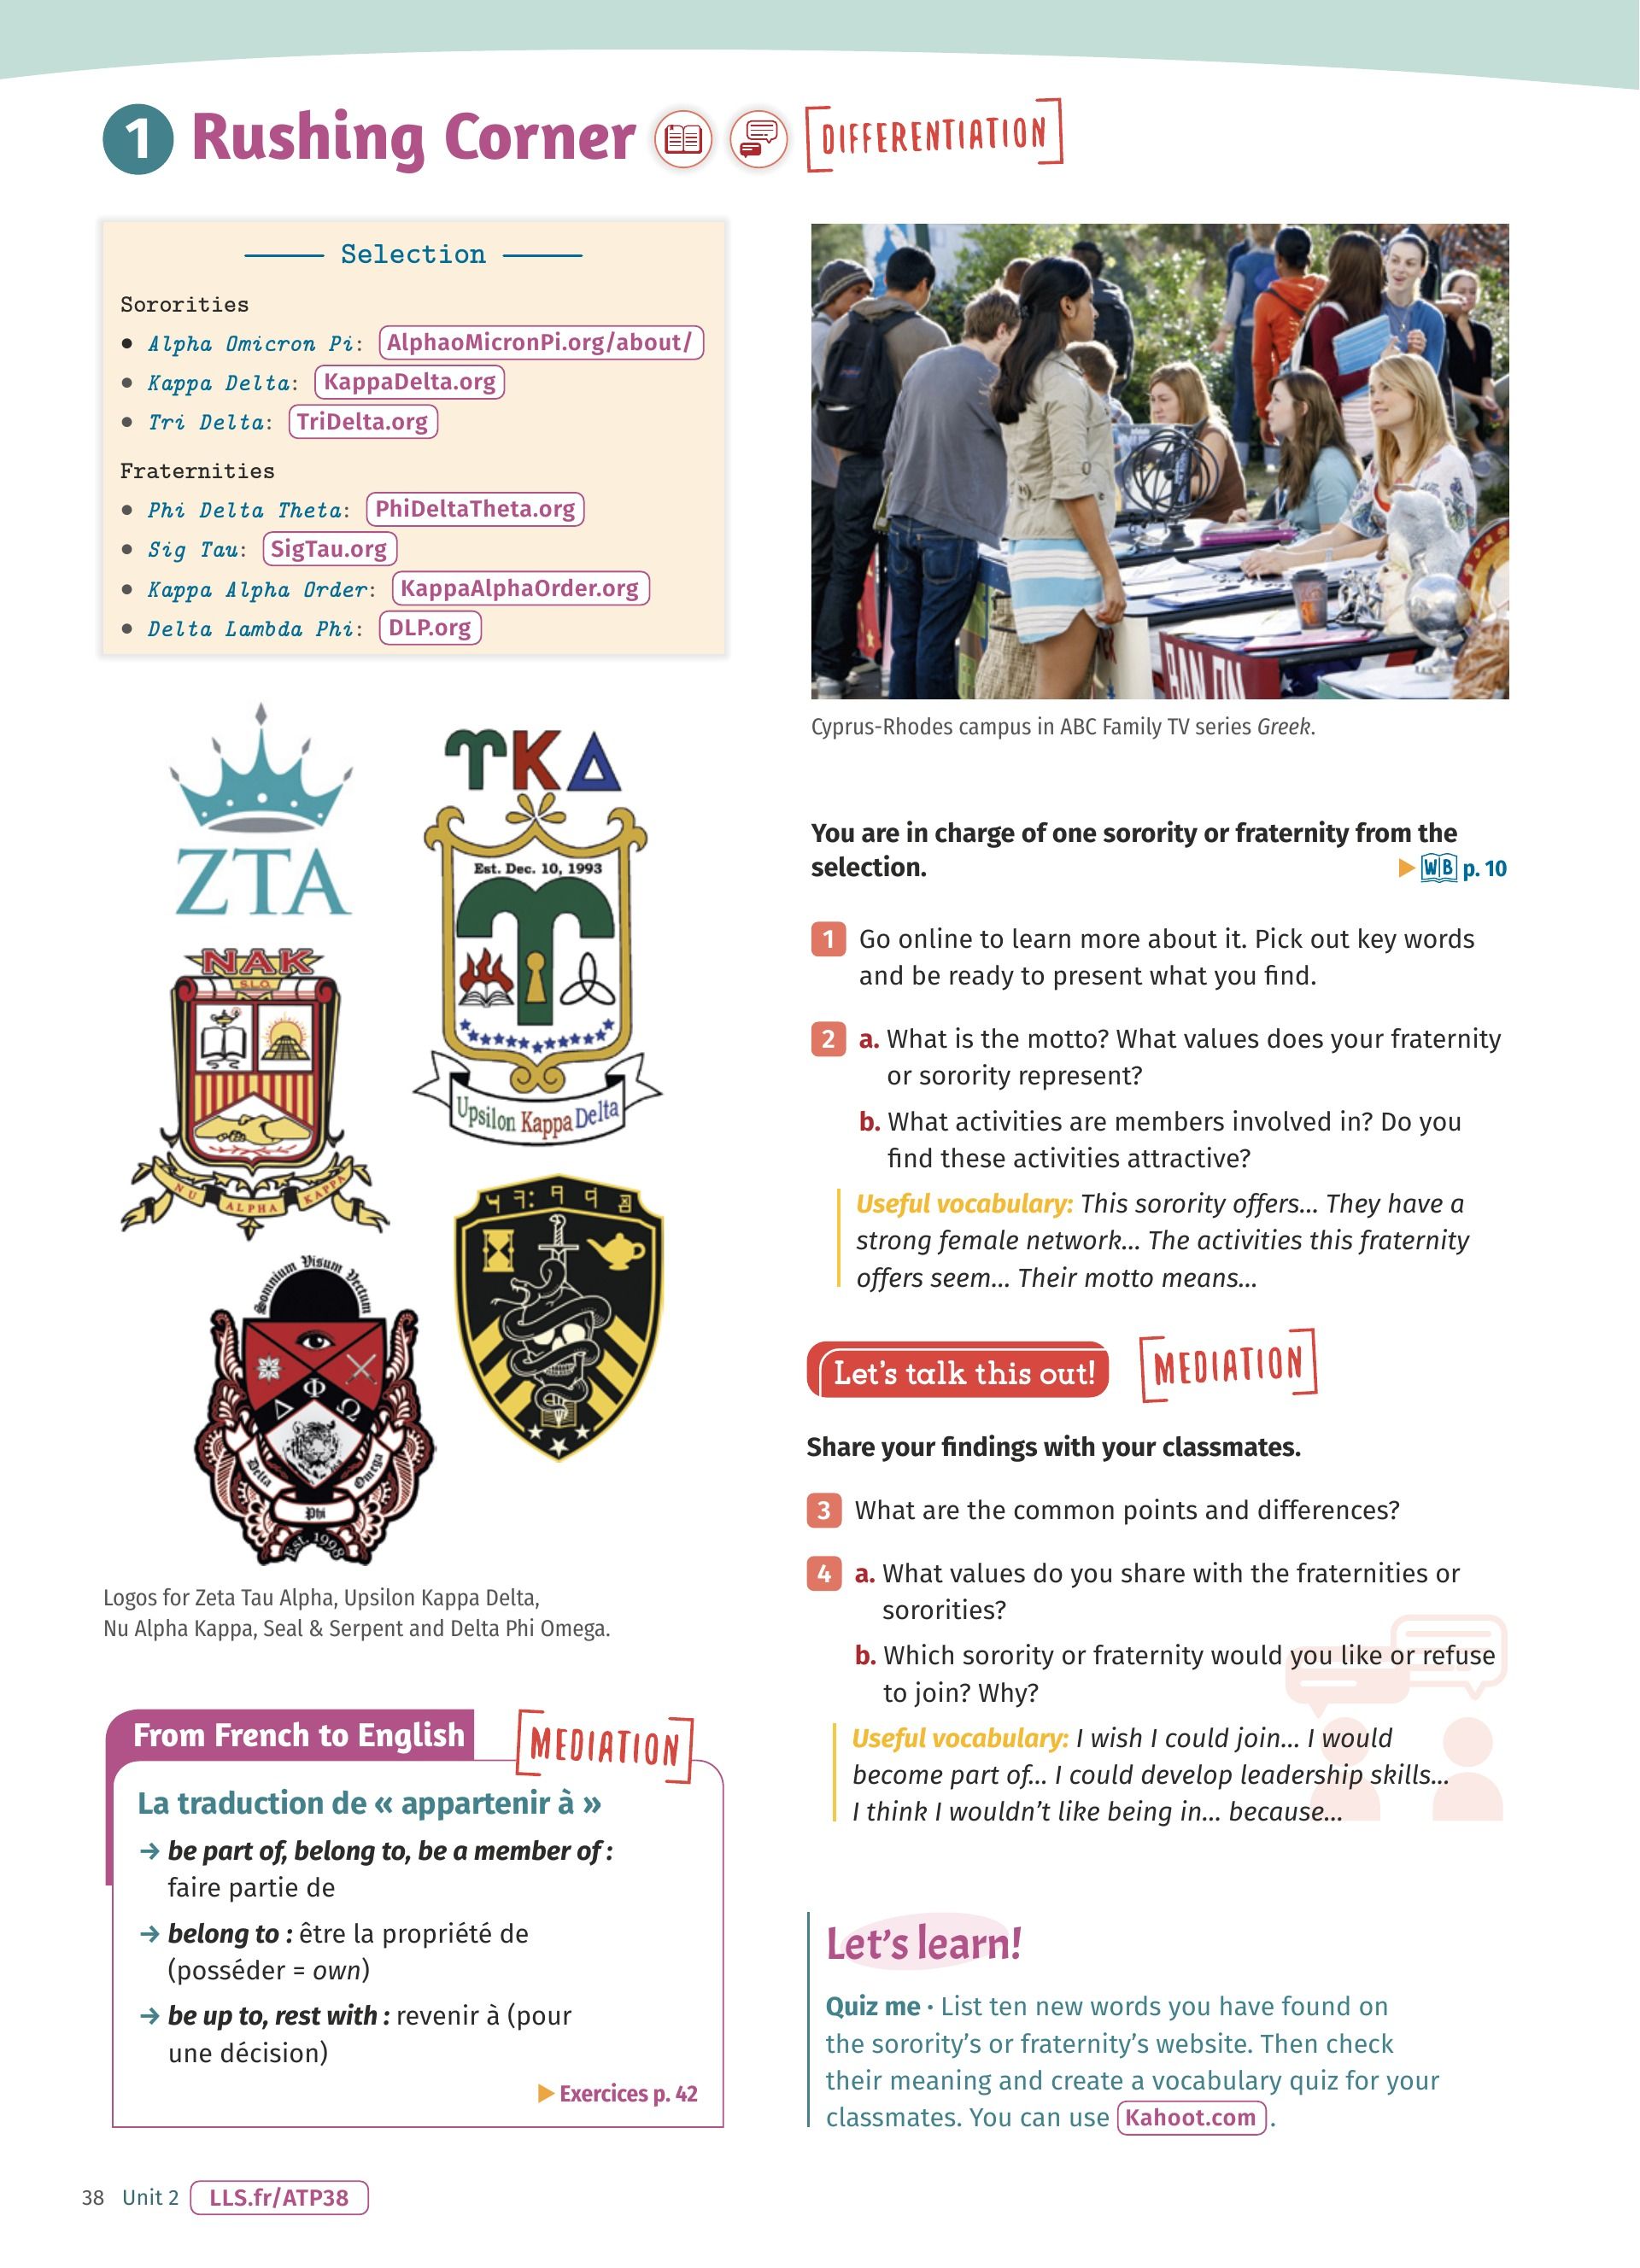 1 Rushing Corner
DIFFERENTIATION
Selection
Sororities
• Alpha Omicron Pi: AlphaoMicronPi.org/about/
• Kappa Delta: KappaDelta.org
• Tri Delta: TriDelta.org
Fraternities
• Phi Delta Theta: PhiDeltaTheta.org
• Sig Tau: SigTau.org
• Kappa Alpha Order: KappaAlphaOrder.org
• Delta Lambda Phi: DLP.org
ZTA
ΥΚΔ
Est. Dec. 10, 1993
Upsilon Kappa Delta
NAK
S.L.O.
NU ALPHA KAPPA
Somnium Visum Vectum
Φ
Δ Ω
Delta Phi Omega
Est. 1998
Logos for Zeta Tau Alpha, Upsilon Kappa Delta,
Nu Alpha Kappa, Seal & Serpent and Delta Phi Omega.
From French to English
MEDIATION
La traduction de « appartenir à »
→ be part of, belong to, be a member of :
faire partie de
→ belong to : être la propriété de
(posséder = own)
→ be up to, rest with : revenir à (pour
une décision)
Exercices p. 42
Cyprus-Rhodes campus in ABC Family TV series Greek.
You are in charge of one sorority or fraternity from the
selection.
WB p. 10
1 Go online to learn more about it. Pick out key words
and be ready to present what you find.
2 a. What is the motto? What values does your fraternity
or sorority represent?
b. What activities are members involved in? Do you
find these activities attractive?
Useful vocabulary: This sorority offers... They have a
strong female network... The activities this fraternity
offers seem... Their motto means...
Let's talk this out!
MEDIATION
Share your findings with your classmates.
3 What are the common points and differences?
4 a. What values do you share with the fraternities or
sororities?
b. Which sorority or fraternity would you like or refuse
to join? Why?
Useful vocabulary: I wish I could join... I would
become part of... I could develop leadership skills...
I think I wouldn't like being in... because...
Let's learn!
Quiz me · List ten new words you have found on
the sorority's or fraternity's website. Then check
their meaning and create a vocabulary quiz for your
classmates. You can use Kahoot.com.
38 Unit 2 LLS.fr/ATP38